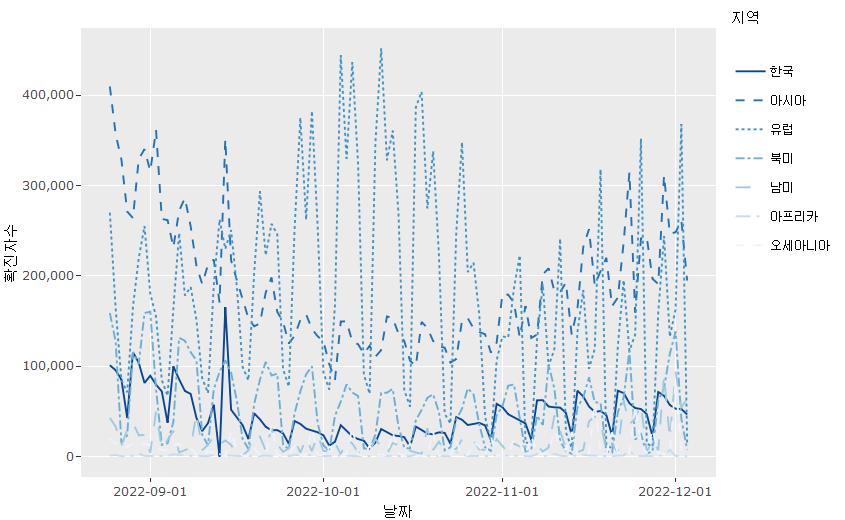 지역
한국
아시아
유럽
북미
남미
아프리카
오세아니아
확진자수
400,000
300,000
200,000
100,000
0
2022-09-01
2022-10-01
2022-11-01
2022-12-01
날짜